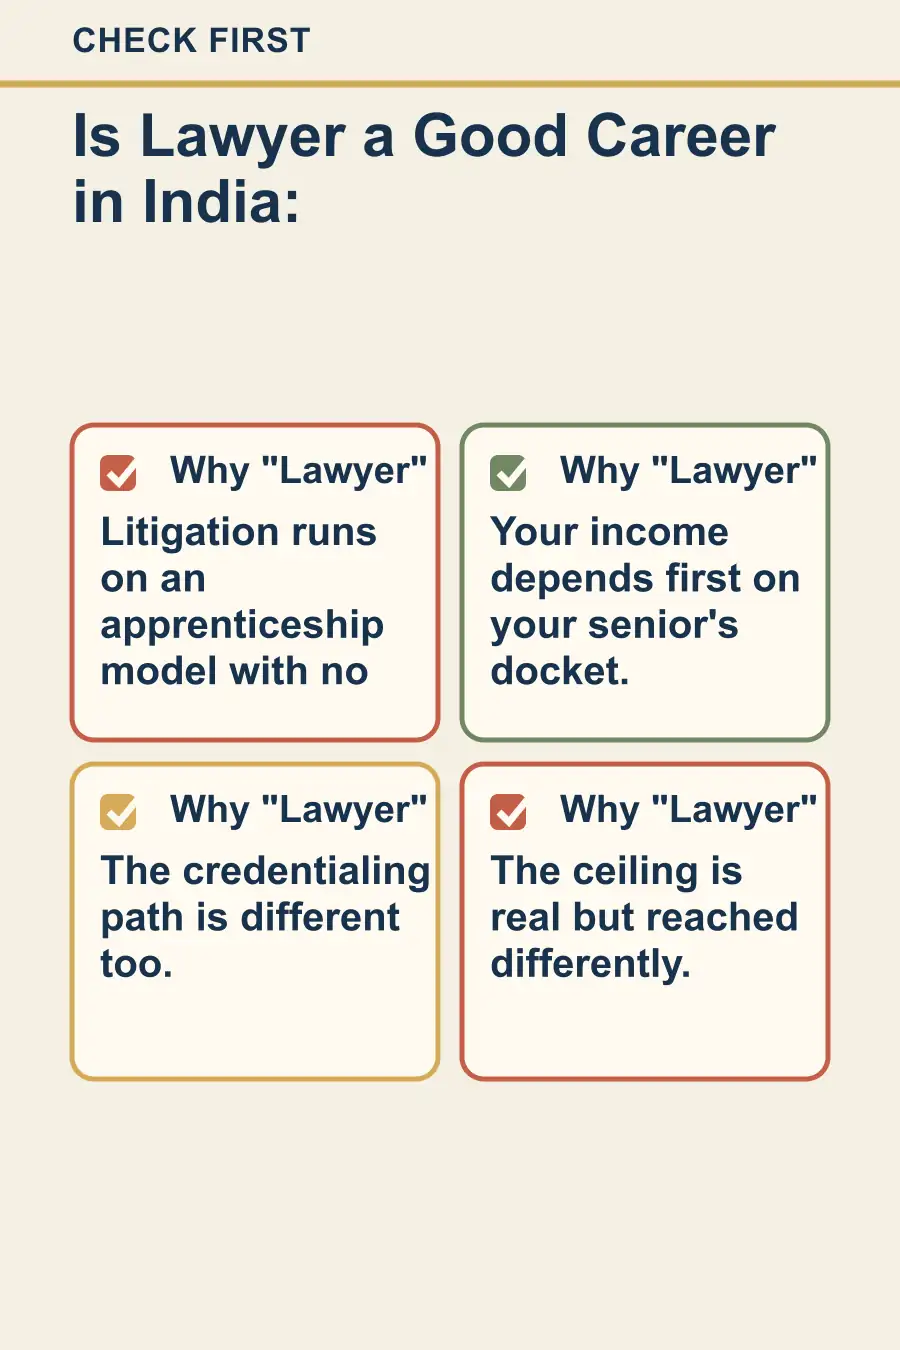 CHECK FIRST
Is Lawyer a Good Career
in India:
Why "Lawyer"
Litigation runs
on an
apprenticeship
model with no
Why "Lawyer"
Your income
depends first on
your senior's
docket.
Why "Lawyer"
The credentialing
path is different
too.
Why "Lawyer"
The ceiling is
real but reached
differently.